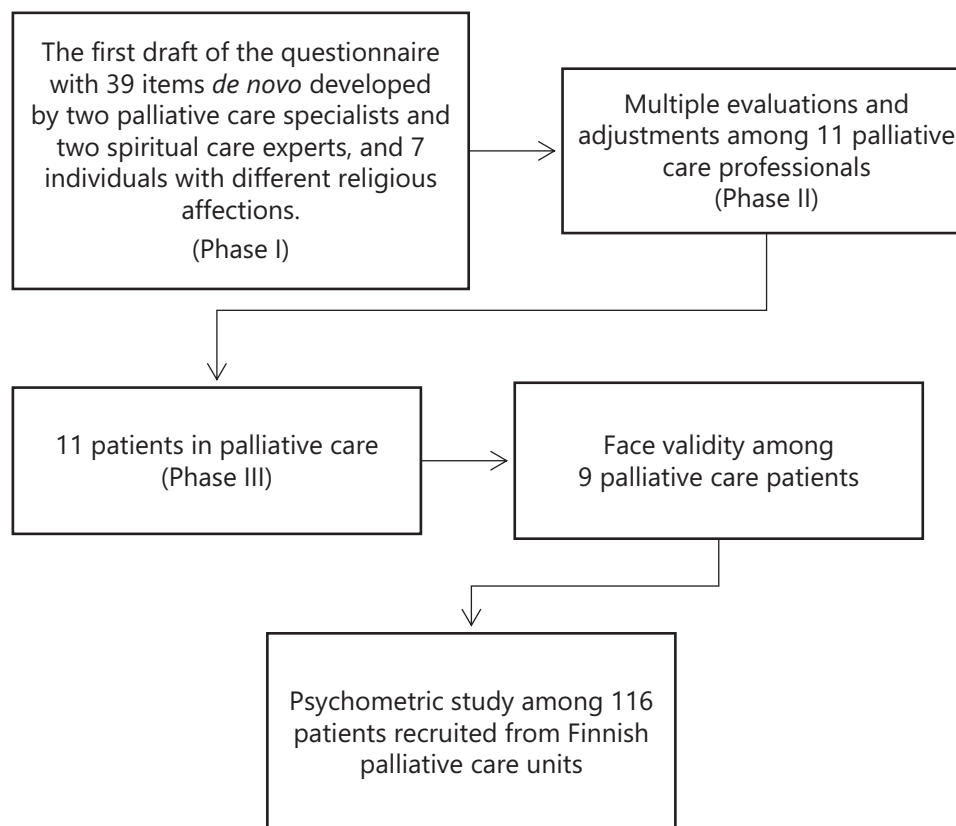 The first draft of the questionnaire
with 39 items de novo developed
by two palliative care specialists and
two spiritual care experts, and 7
individuals with different religious
affections.
(Phase I)
Multiple evaluations and
adjustments among 11 palliative
care professionals
(Phase II)
11 patients in palliative care
(Phase III)
Face validity among
9 palliative care patients
Psychometric study among 116
patients recruited from Finnish
palliative care units